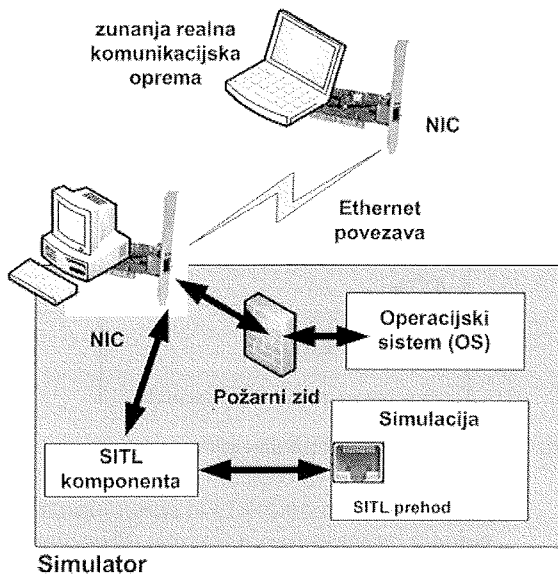 zunanja realna
komunikacijska
oprema
NIC
Ethernet
povezava
NIC
Operacijski
sistem (OS)
Požarni zid
Simulacija
SITL
komponenta
SITL prehod
Simulator